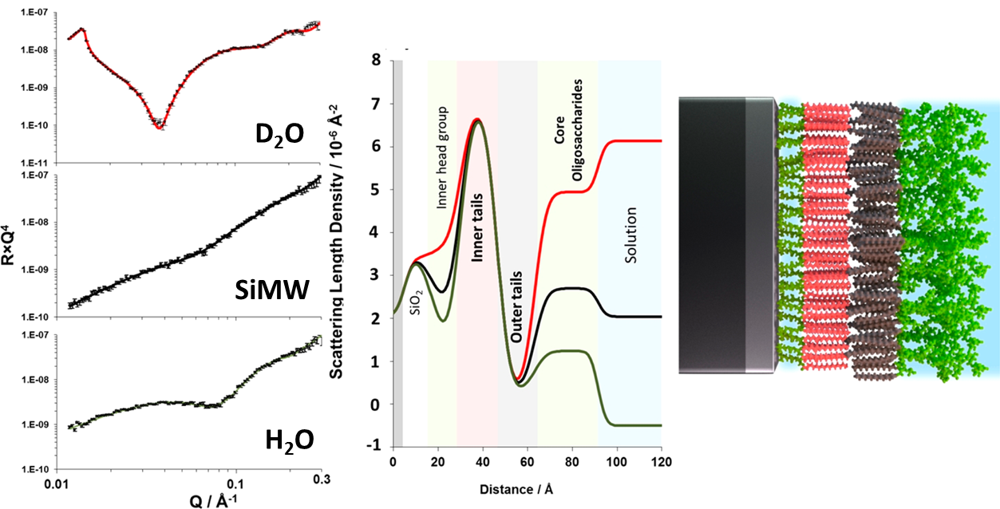 1.E-07
1.E-08
1.E-09
1.E-10
1.E-11
D₂O
1.E-07
1.E-08
1.E-09
1.E-10
SiMW
1.E-07
1.E-08
1.E-09
1.E-10
H₂O
R×Q⁴
0.01
0.1
0.3
Q / Å⁻¹
Scattering Length Density / 10⁻⁶ Å⁻²
8
7
6
5
4
3
2
1
0
-1
SiO₂
Inner head group
Inner tails
Outer tails
Core
Oligosaccharides
Solution
0
20
40
60
80
100
120
Distance / Å